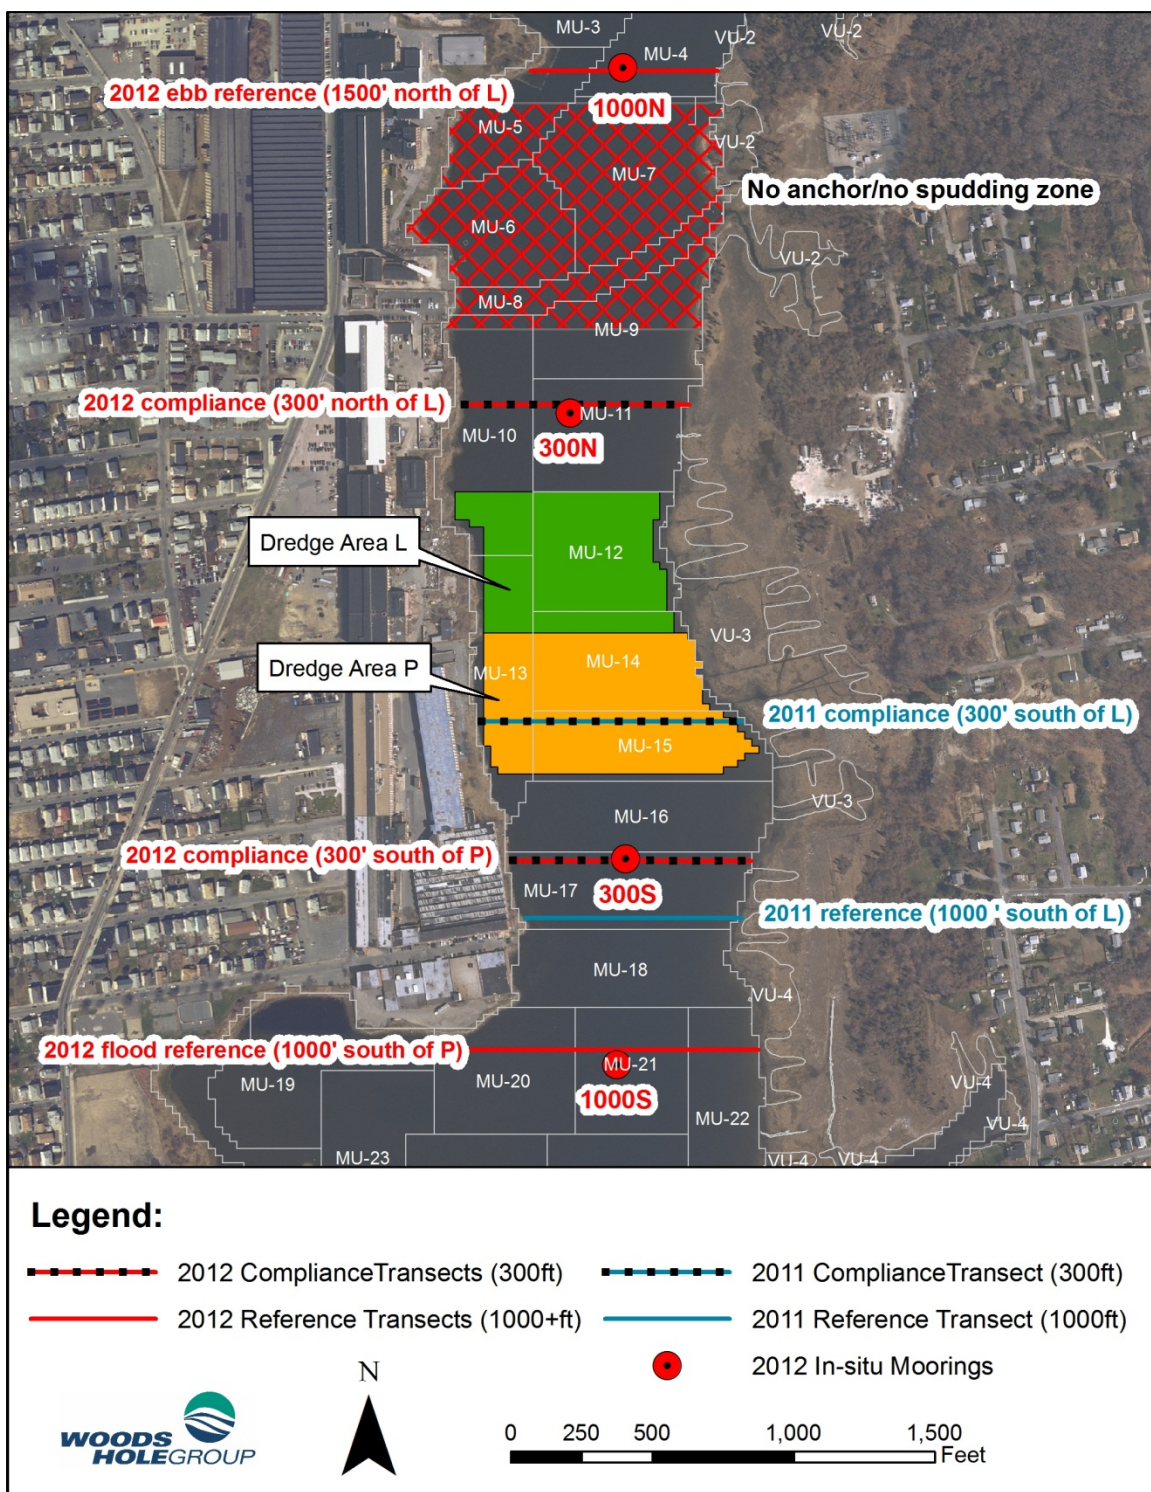 MU-3
MU-4
VU-2
VU-2
2012 ebb reference (1500' north of L)
1000N
MU-5
VU-2
MU-7
No anchor/no spudding zone
MU-6
VU-2
MU-8
MU-9
2012 compliance (300' north of L)
MU-11
MU-10
300N
Dredge Area L
MU-12
VU-3
Dredge Area P
MU-13
MU-14
2011 compliance (300' south of L)
MU-15
VU-3
MU-16
2012 compliance (300' south of P)
MU-17
300S
2011 reference (1000 ' south of L)
MU-18
VU-4
2012 flood reference (1000' south of P)
MU-21
MU-19
MU-20
VU-4
1000S
MU-22
VU-4
MU-23
VU-4
VU-4
Legend:
2012 ComplianceTransects (300ft)
2011 ComplianceTransect (300ft)
2012 Reference Transects (1000+ft)
2011 Reference Transect (1000ft)
2012 In-situ Moorings
N
WOODS
HOLEGROUP
0 250 500 1,000 1,500
Feet